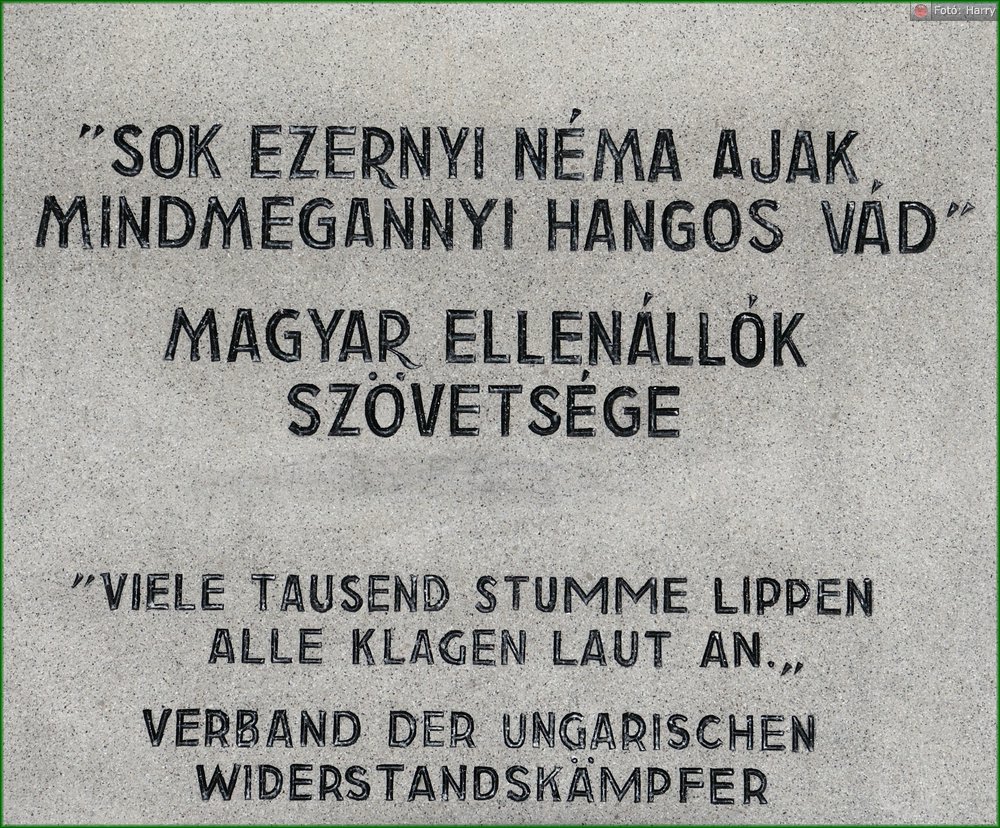 Fotó: Harry
"SOK EZERNYI NÉMA AJAK
MINDMEGANNYI HANGOS VÁD"
MAGYAR ELLENÁLLÓK
SZÖVETSÉGE
"VIELE TAUSEND STUMME LIPPEN
ALLE KLAGEN LAUT AN.„
VERBAND DER UNGARISCHEN
WIDERSTANDSKÄMPFER